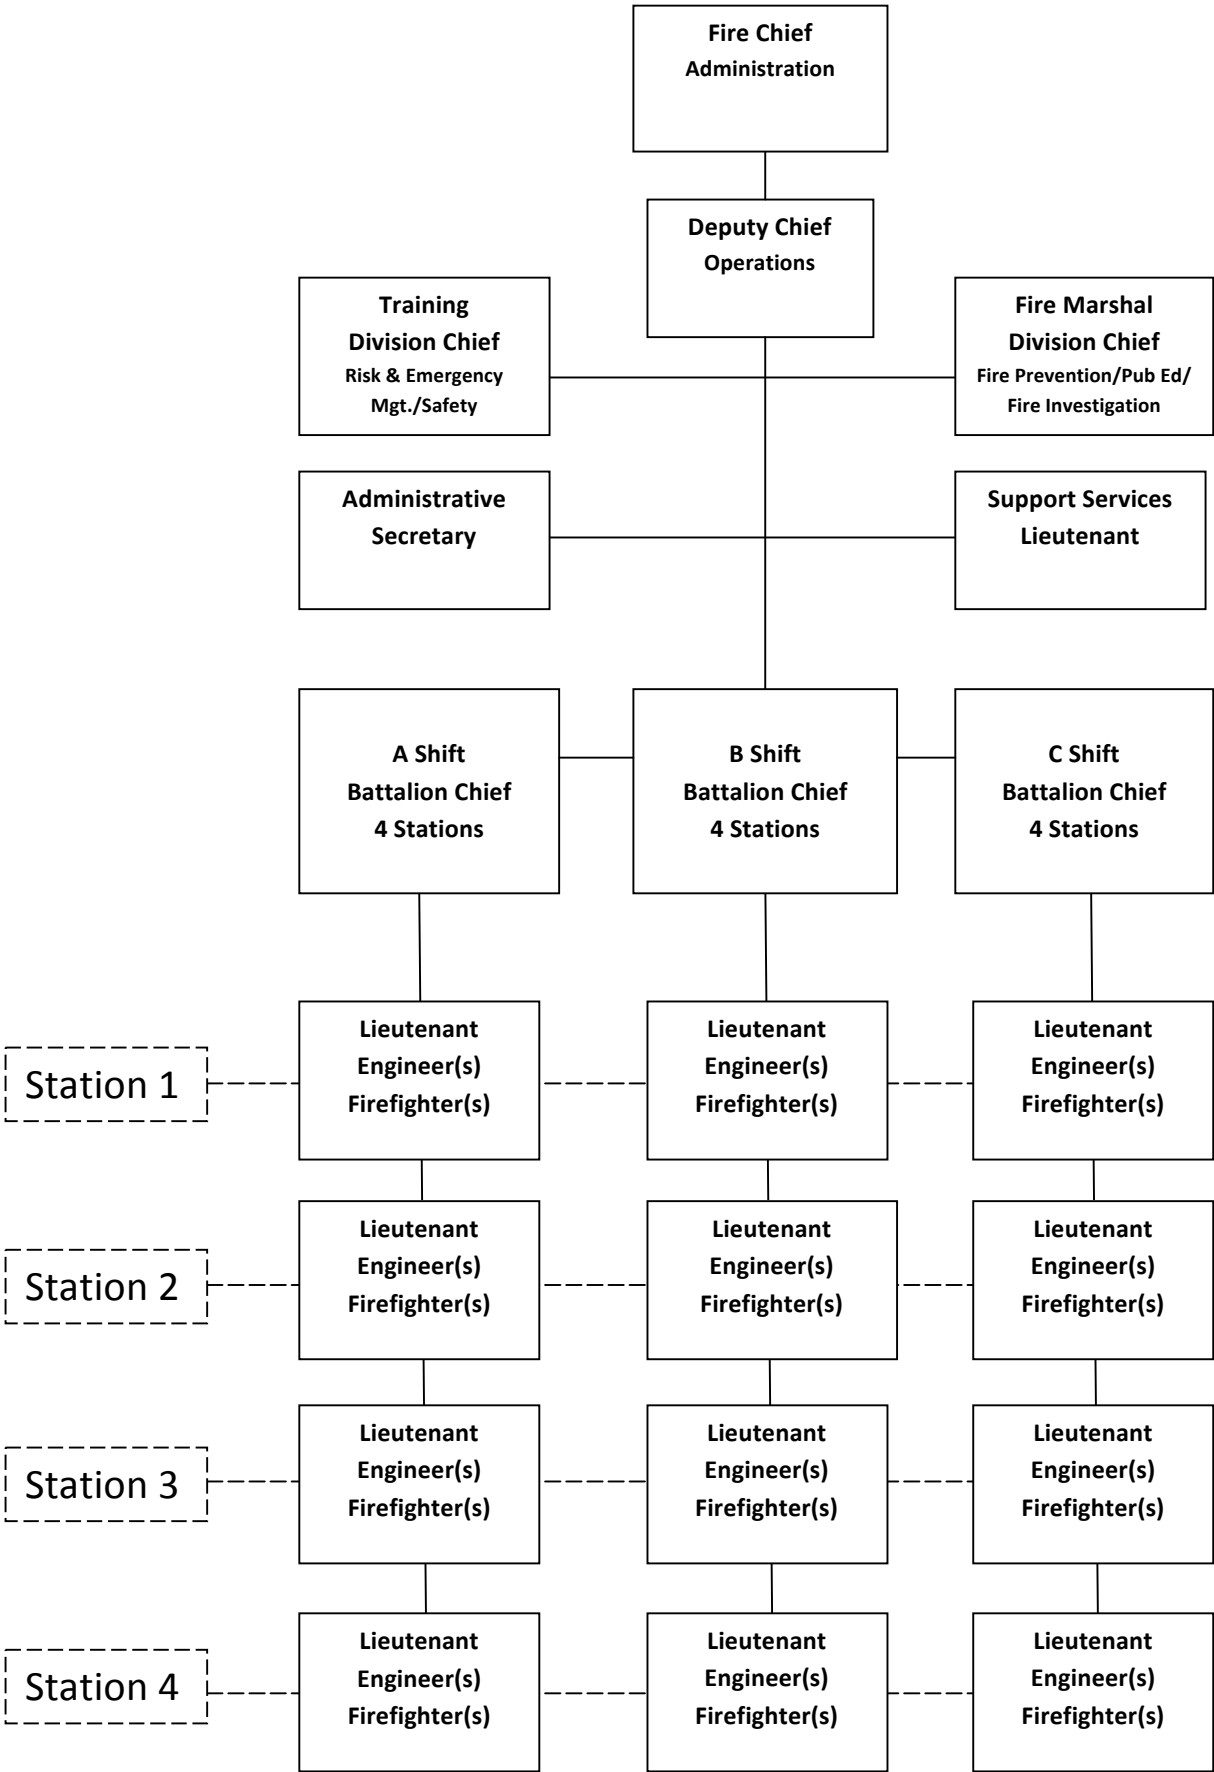 Fire Chief
Administration
Deputy Chief
Operations
Training
Division Chief
Risk & Emergency
Mgt./Safety
Fire Marshal
Division Chief
Fire Prevention/Pub Ed/
Fire Investigation
Administrative
Secretary
Support Services
Lieutenant
A Shift
Battalion Chief
4 Stations
B Shift
Battalion Chief
4 Stations
C Shift
Battalion Chief
4 Stations
Station 1
Lieutenant
Engineer(s)
Firefighter(s)
Lieutenant
Engineer(s)
Firefighter(s)
Lieutenant
Engineer(s)
Firefighter(s)
Station 2
Lieutenant
Engineer(s)
Firefighter(s)
Lieutenant
Engineer(s)
Firefighter(s)
Lieutenant
Engineer(s)
Firefighter(s)
Station 3
Lieutenant
Engineer(s)
Firefighter(s)
Lieutenant
Engineer(s)
Firefighter(s)
Lieutenant
Engineer(s)
Firefighter(s)
Station 4
Lieutenant
Engineer(s)
Firefighter(s)
Lieutenant
Engineer(s)
Firefighter(s)
Lieutenant
Engineer(s)
Firefighter(s)